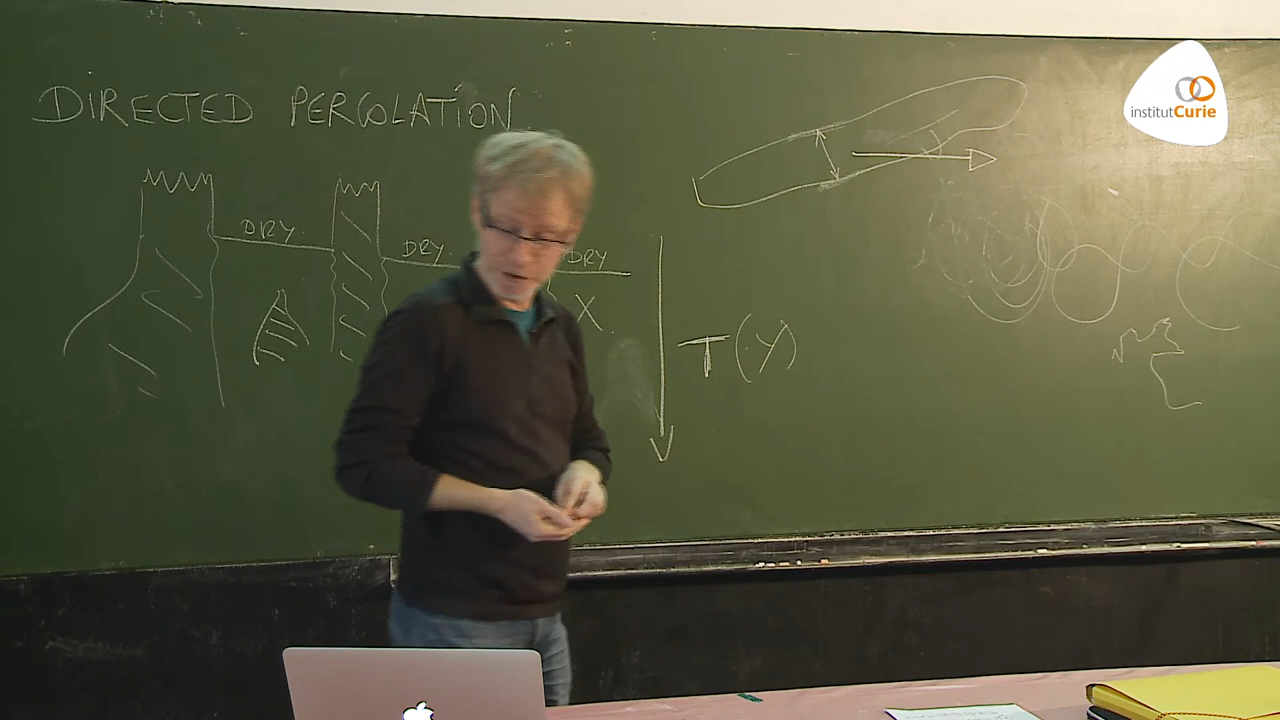 DIRECTED PERCOLATION
institutCurie
DRY
DRY
DRY
X
T(Y)